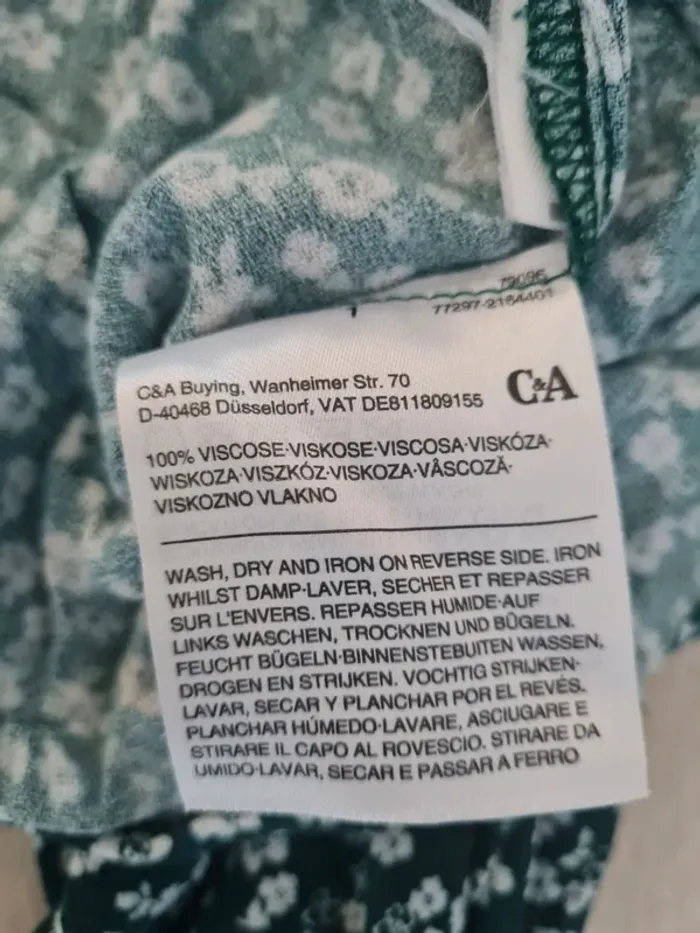 79096
77297-2164401
C&A Buying, Wanheimer Str. 70
D-40468 Düsseldorf, VAT DE811809155
C&A
100% VISCOSE·VISKOSE·VISCOSA·VISKÓZA·
WISKOZA·VISZKÓZ·VISKOZA·VÂSCOZĂ·
VISKOZNO VLAKNO
WASH, DRY AND IRON ON REVERSE SIDE. IRON
WHILST DAMP·LAVER, SECHER ET REPASSER
SUR L'ENVERS. REPASSER HUMIDE·AUF
LINKS WASCHEN, TROCKNEN UND BÜGELN.
FEUCHT BÜGELN·BINNENSTEBUITEN WASSEN,
DROGEN EN STRIJKEN. VOCHTIG STRIJKEN·
LAVAR, SECAR Y PLANCHAR POR EL REVÉS.
PLANCHAR HÚMEDO·LAVARE, ASCIUGARE E
STIRARE IL CAPO AL ROVESCIO. STIRARE DA
UMIDO·LAVAR, SECAR E PASSAR A FERRO